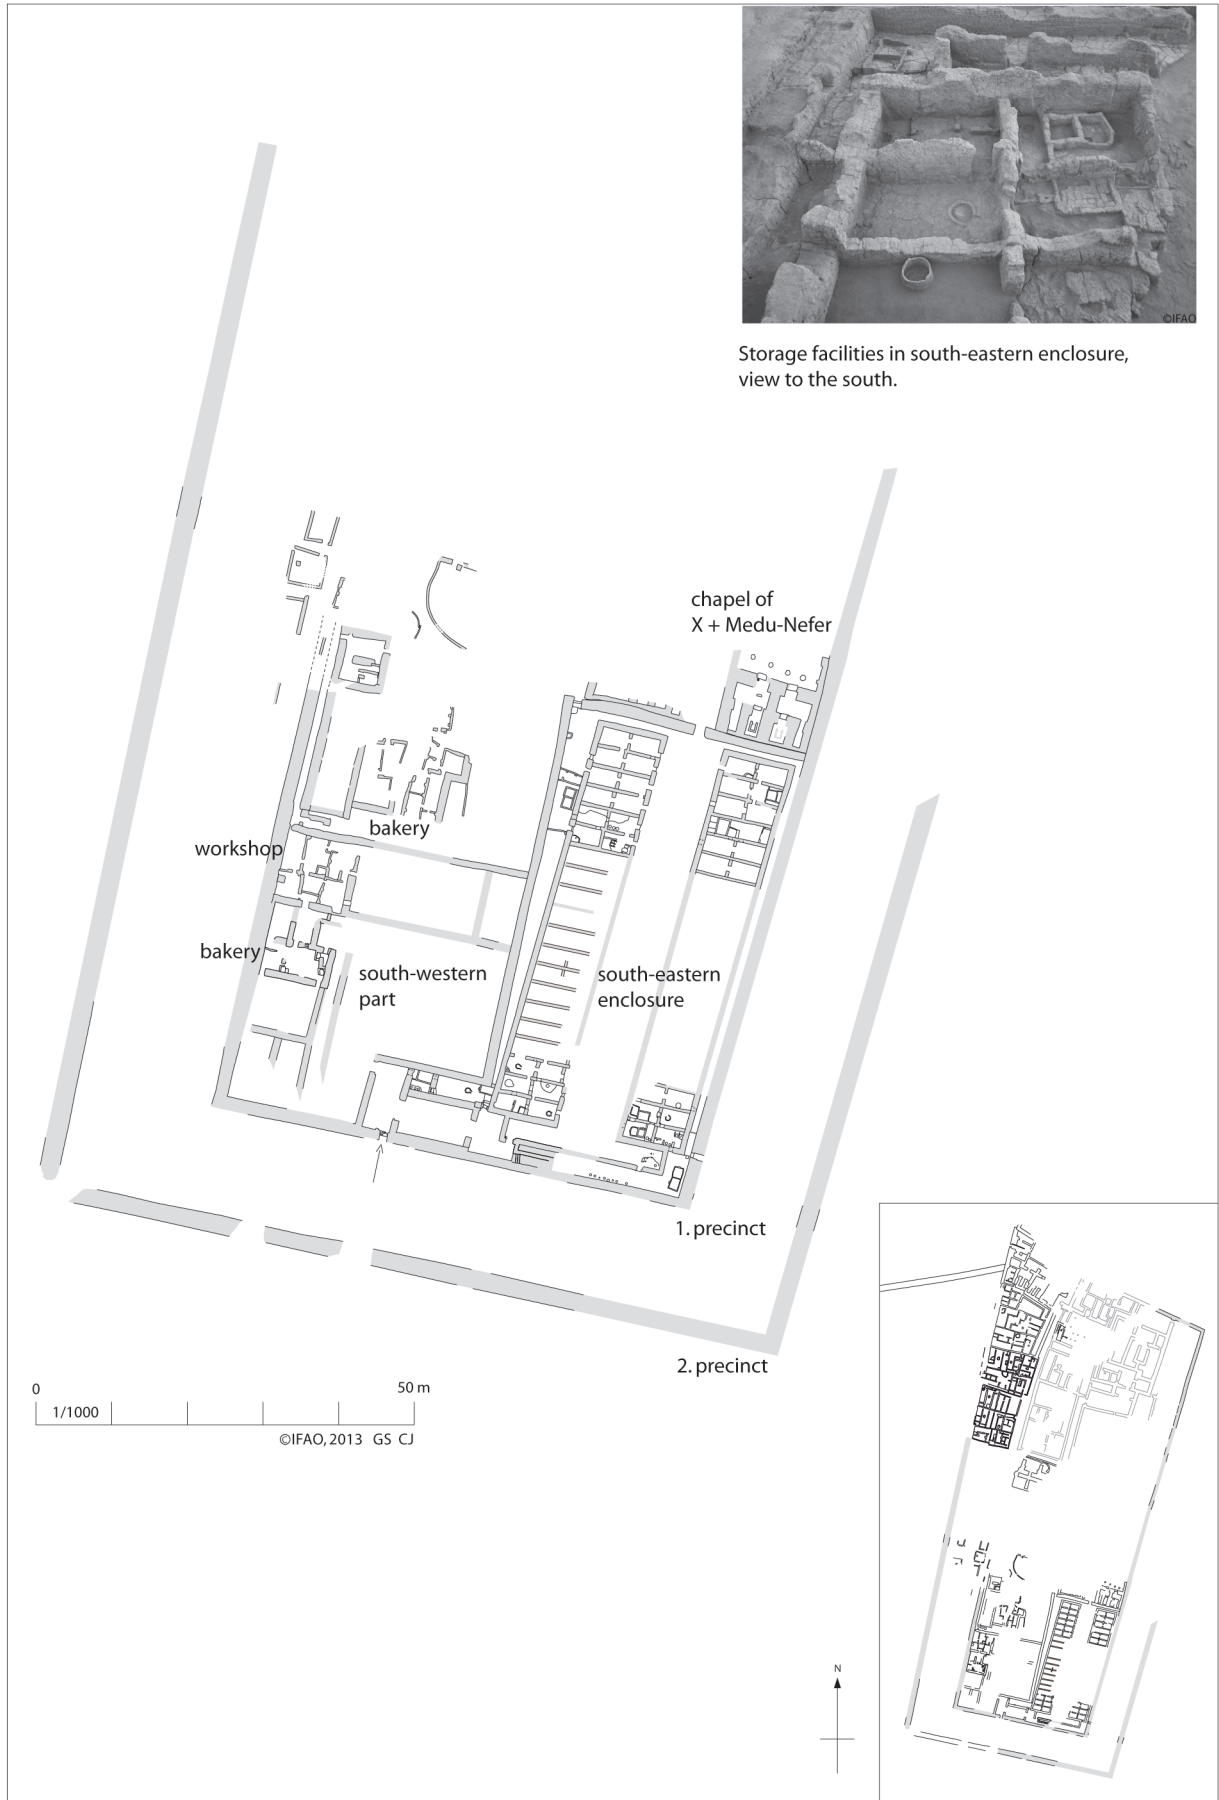 ©IFAO
Storage facilities in south-eastern enclosure,
view to the south.
chapel of
X + Medu-Nefer
bakery
workshop
bakery
south-western
part
south-eastern
enclosure
1. precinct
2. precinct
0
50 m
1/1000
©IFAO, 2013 GS CJ
N